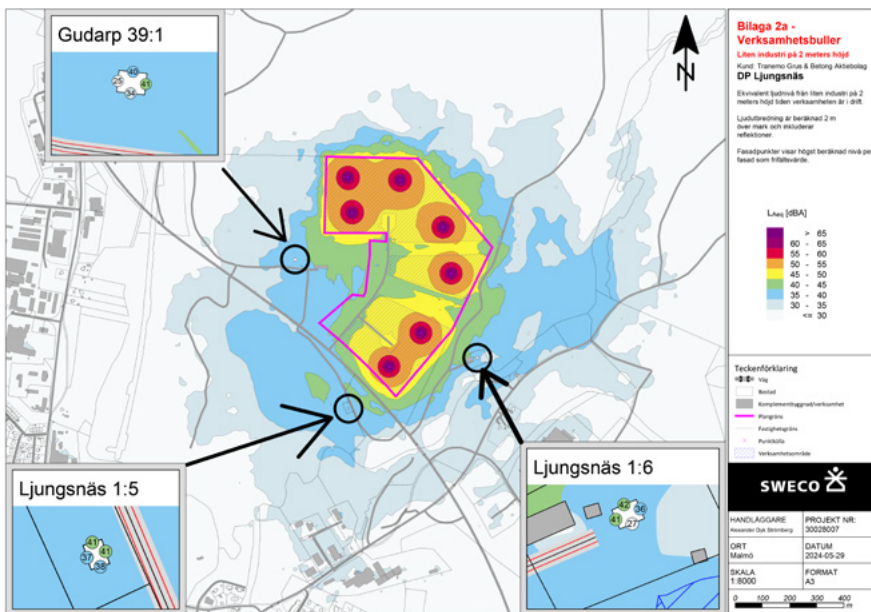 Gudarp 39:1
40
25
41
34
N
Ljungsnäs 1:5
41
41
37
38
Ljungsnäs 1:6
42
36
41
27
Bilaga 2a -
Verksamhetsbuller
Liten industri på 2 meters höjd
Kund: Tranemo Grus & Betong Aktiebolag
DP Ljungsnäs
Ekvivalent ljudnivå från liten industri på 2
meters höjd tiden verksamheten är i drift.
Ljudutbredning är beräknad 2 m
över mark och inkluderar
reflektioner.
Fasadpunkter visar högst beräknad nivå per
fasad som frifältsvärde.
LAeq [dBA]
> 65
60 - 65
55 - 60
50 - 55
45 - 50
40 - 45
35 - 40
30 - 35
<= 30
Teckenförklaring
Väg
Bostad
Komplementbyggnad/verksamhet
Plangräns
Fastighetsgräns
Punktkälla
Verksamhetsområde
SWECO
HANDLÄGGARE
Alexander Dyk Strömberg
PROJEKT NR:
30028007
ORT
Malmö
DATUM
2024-05-29
SKALA
1:8000
FORMAT
A3
0 100 200 300 400
m